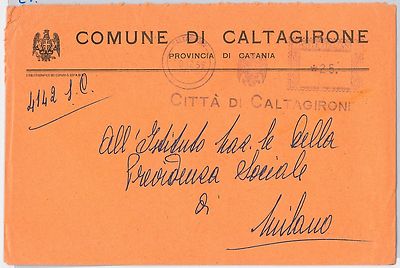 COMUNE DI CALTAGIRONE
PROVINCIA DI CATANIA
25
CITTÀ DI CALTAGIRONE
4142 S.C.
All'Istituto Naz.le Della
Previdenza Sociale
di
Milano